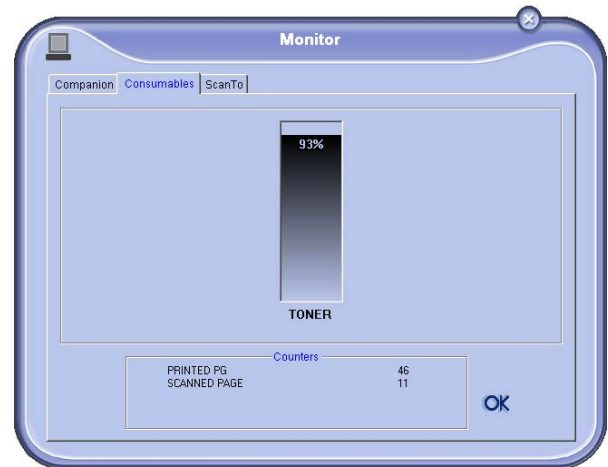 Monitor
Companion Consumables ScanTo
93%
TONER
Counters
PRINTED PG 46
SCANNED PAGE 11
OK